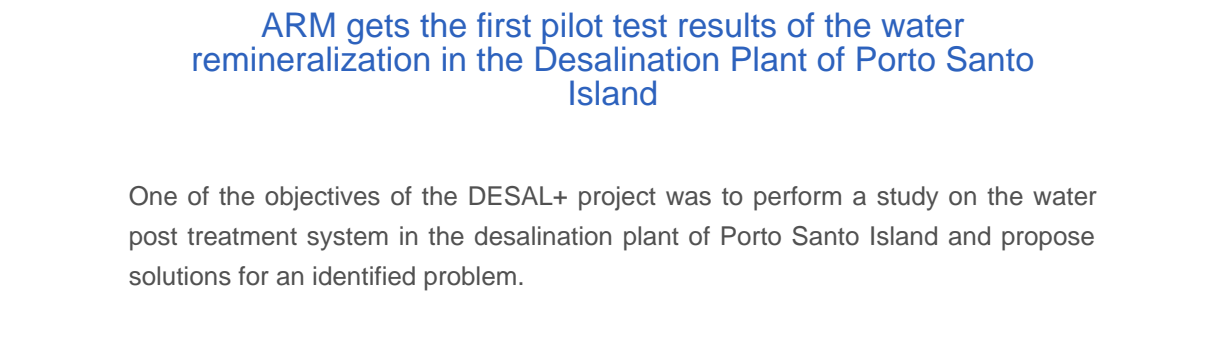 ARM gets the first pilot test results of the water
remineralization in the Desalination Plant of Porto Santo
Island
One of the objectives of the DESAL+ project was to perform a study on the water
post treatment system in the desalination plant of Porto Santo Island and propose
solutions for an identified problem.